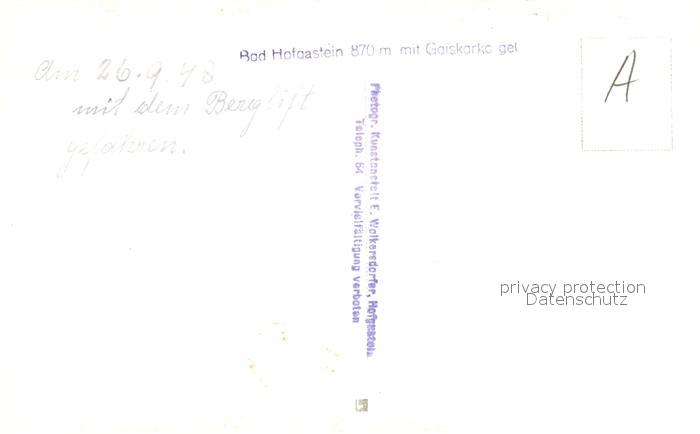 Bad Hofgastein 870 m mit Gaiskarkogel
am 26.9.48
mit dem Berglift
gefahren.
A
Photogr. Kunstanstalt F. Walkersdorfer, Hofgastein
Teleph. 64 Vervielfältigung verboten
privacy protection
Datenschutz